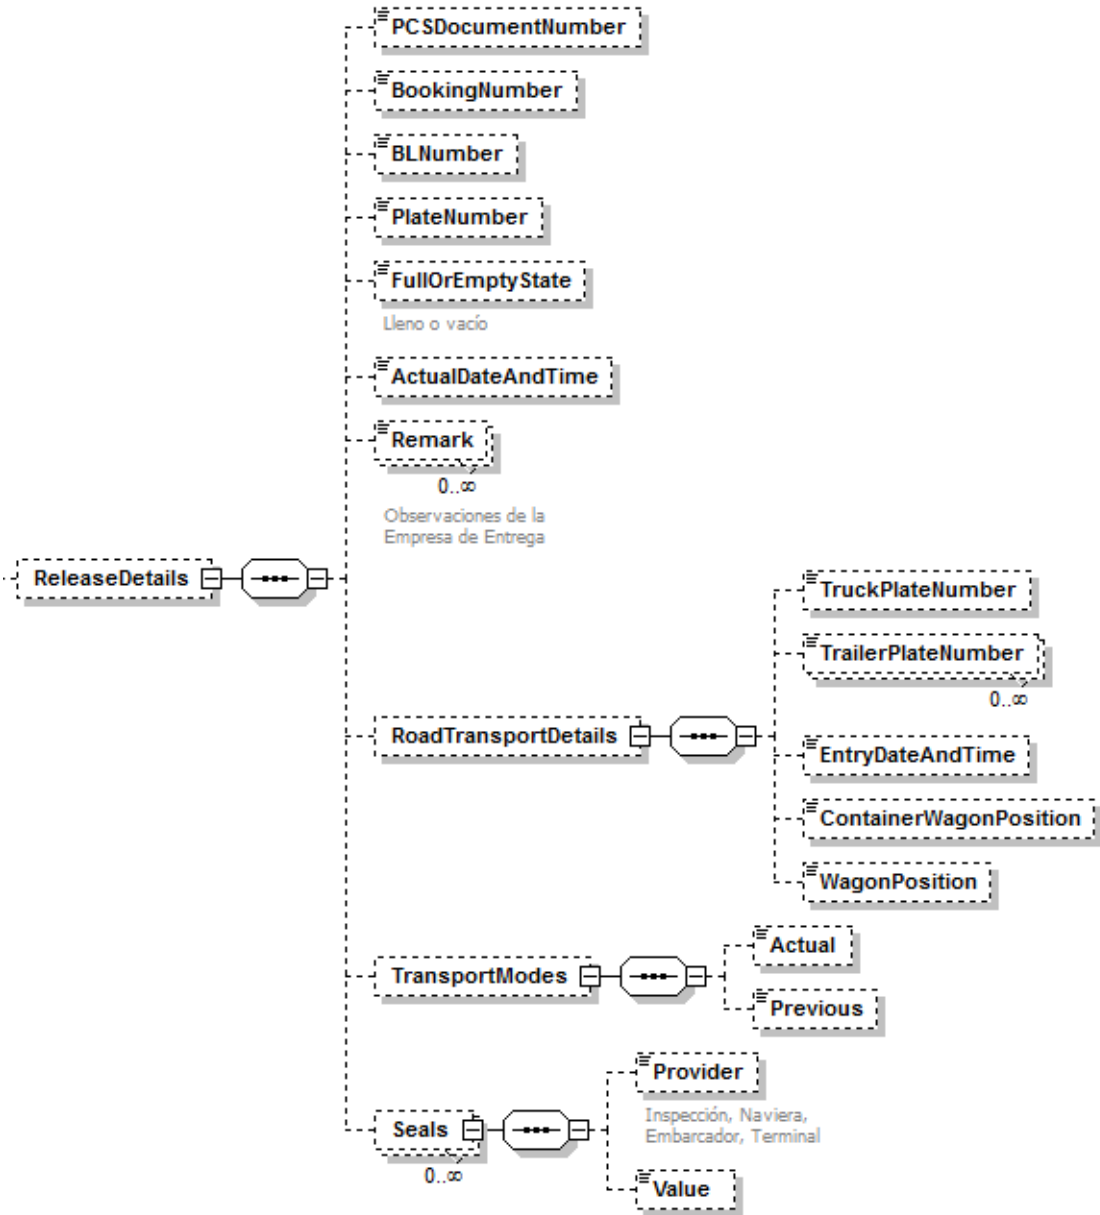 PCSDocumentNumber
BookingNumber
BLNumber
PlateNumber
FullOrEmptyState
Lleno o vacío
ActualDateAndTime
Remark
0..∞
Observaciones de la
Empresa de Entrega
ReleaseDetails
RoadTransportDetails
TruckPlateNumber
TrailerPlateNumber
0..∞
EntryDateAndTime
ContainerWagonPosition
WagonPosition
TransportModes
Actual
Previous
Seals
0..∞
Provider
Inspección, Naviera,
Embarcador, Terminal
Value